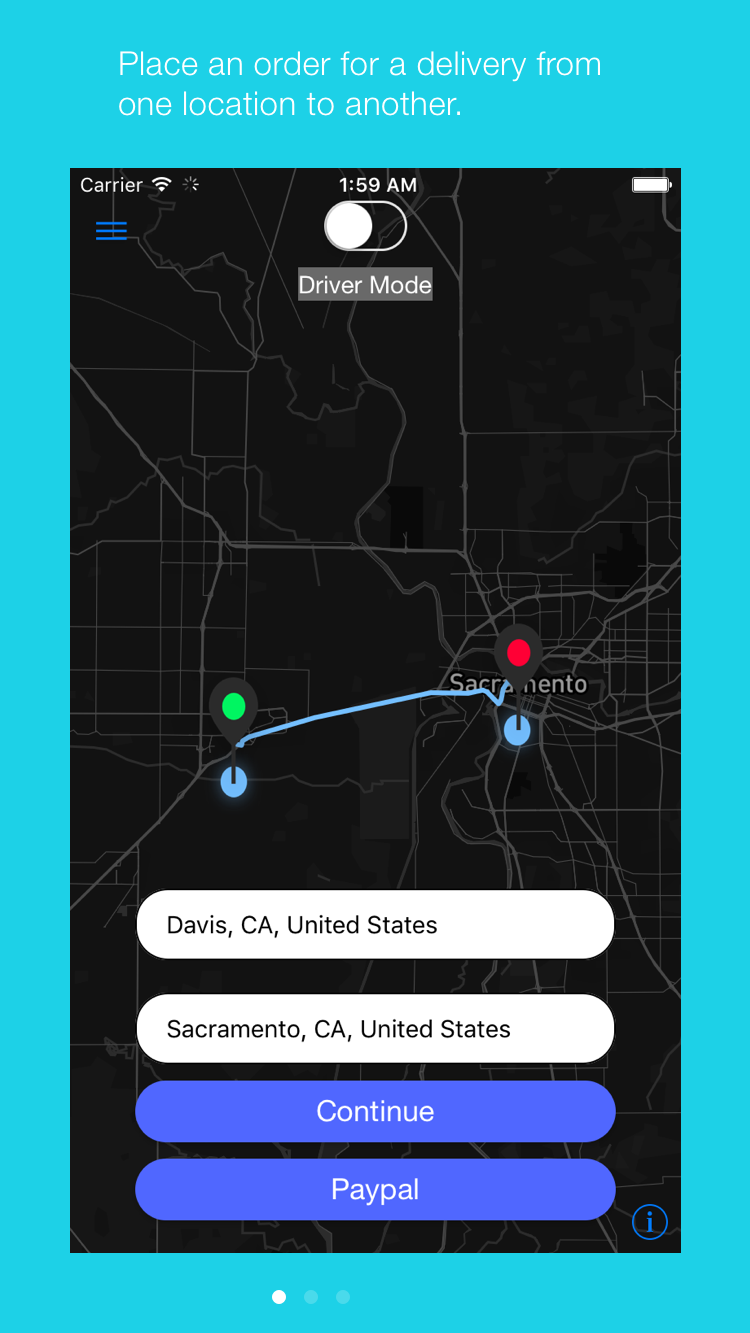 Place an order for a delivery from
one location to another.
Carrier
1:59 AM
Driver Mode
Sacramento
Davis, CA, United States
Sacramento, CA, United States
Continue
Paypal
i